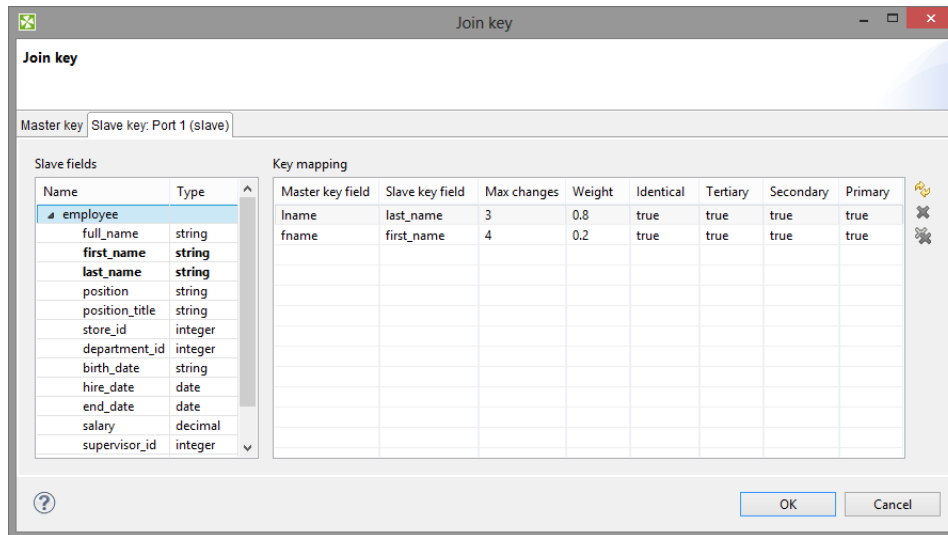 Join key
Join key
Master key Slave key: Port 1 (slave)
Slave fields
Name Type
employee
full_name string
first_name string
last_name string
position string
position_title string
store_id integer
department_id integer
birth_date string
hire_date date
end_date date
salary decimal
supervisor_id integer
Key mapping
Master key field Slave key field Max changes Weight Identical Tertiary Secondary Primary
lname last_name 3 0.8 true true true true
fname first_name 4 0.2 true true true true
OK Cancel